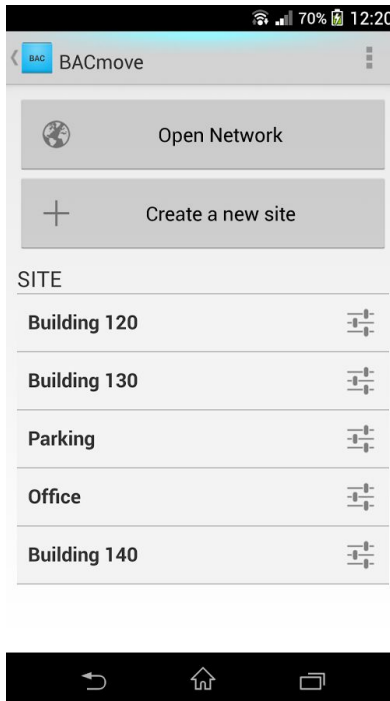 70% 12:20
BAC BACmove
Open Network
Create a new site
SITE
Building 120
Building 130
Parking
Office
Building 140